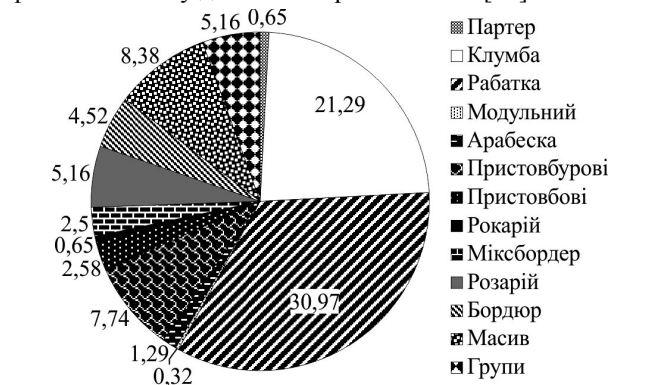 5,16 0,65
8,38
21,29
4,52
5,16
2,5
0,65
2,58
7,74
30,97
1,29
0,32
Партер
Клумба
Рабатка
Модульний
Арабеска
Пристовбурові
Пристовбові
Рокарій
Міксбордер
Розарій
Бордюр
Масив
Групи